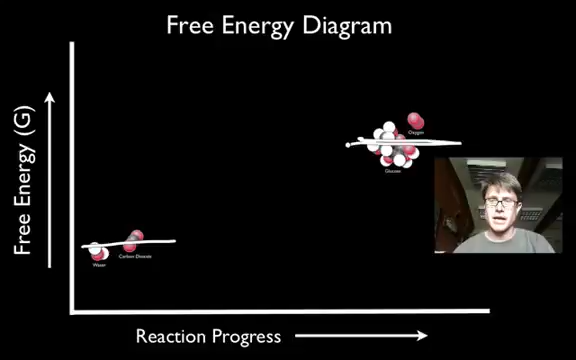 Free Energy Diagram
Free Energy (G)
Oxygen
Glucose
Water
Carbon Dioxide
Reaction Progress